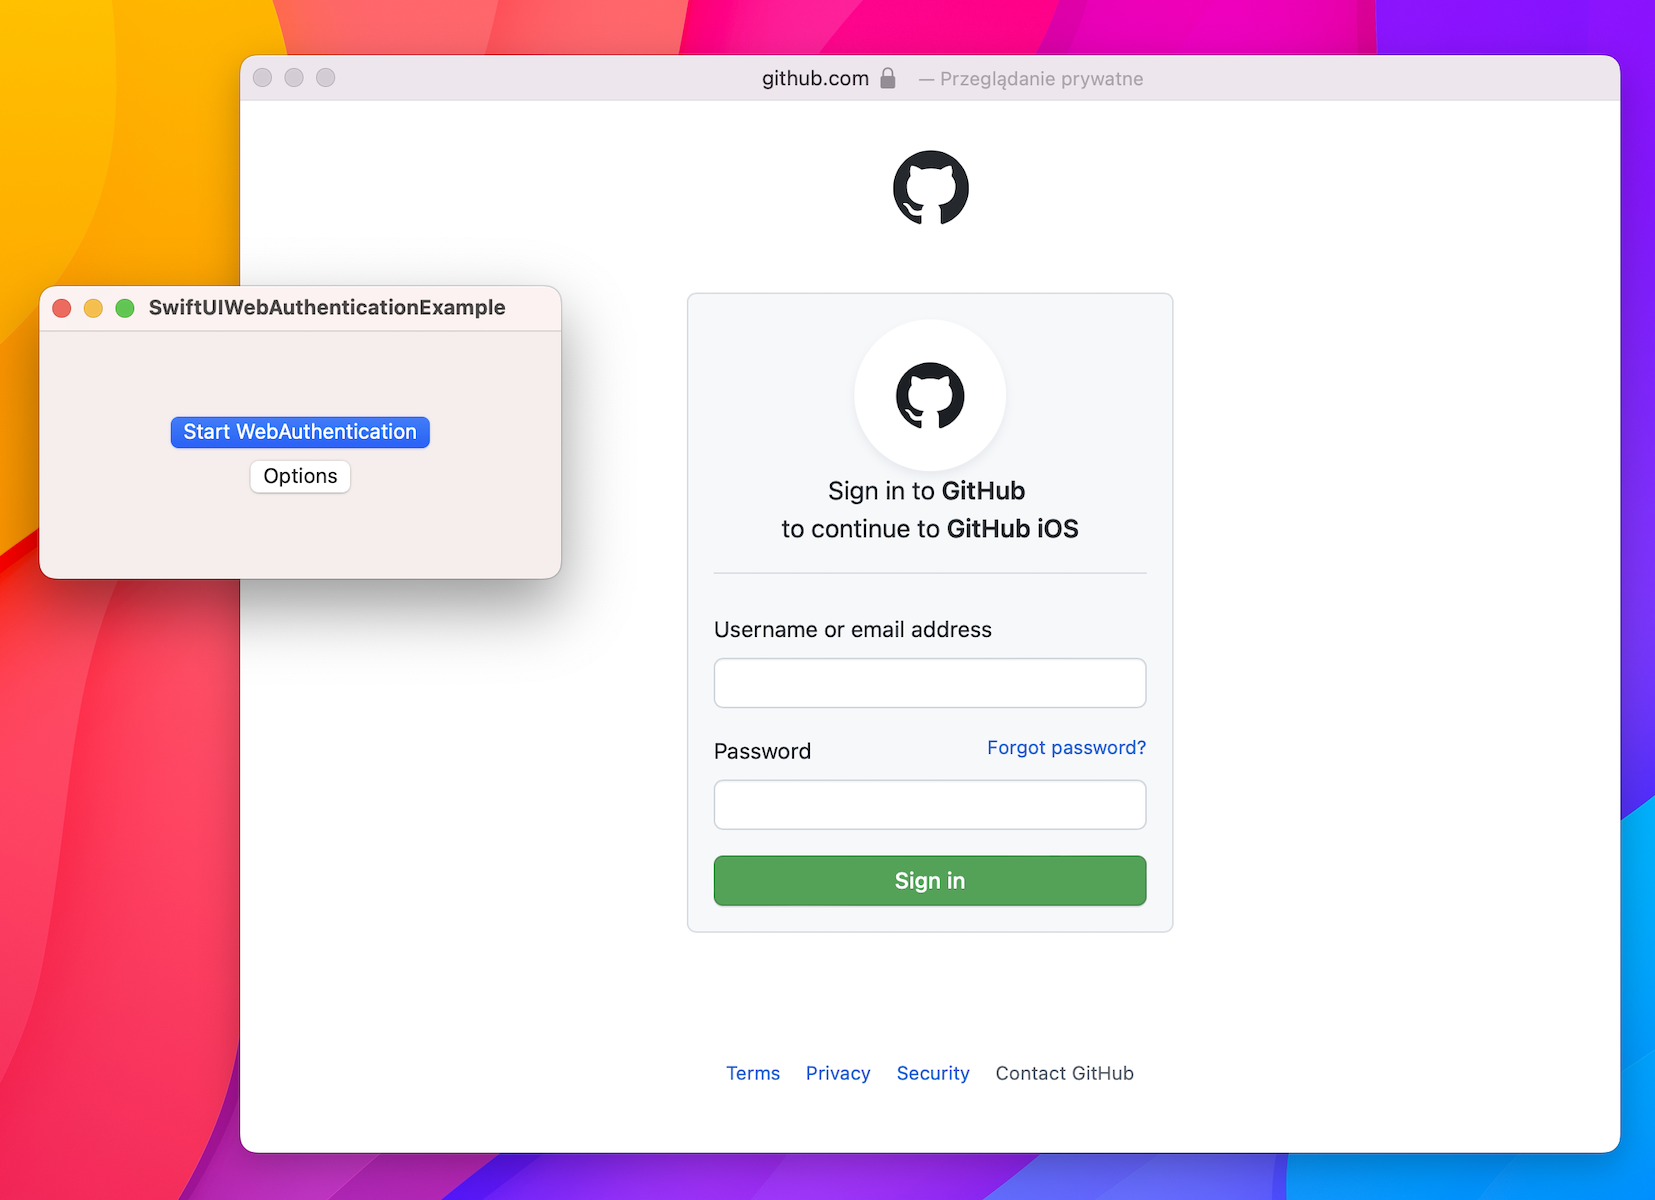 github.com — Przeglądanie prywatne
SwiftUIWebAuthenticationExample
Start WebAuthentication
Options
Sign in to GitHub
to continue to GitHub iOS
Username or email address
Password Forgot password?
Sign in
Terms Privacy Security Contact GitHub